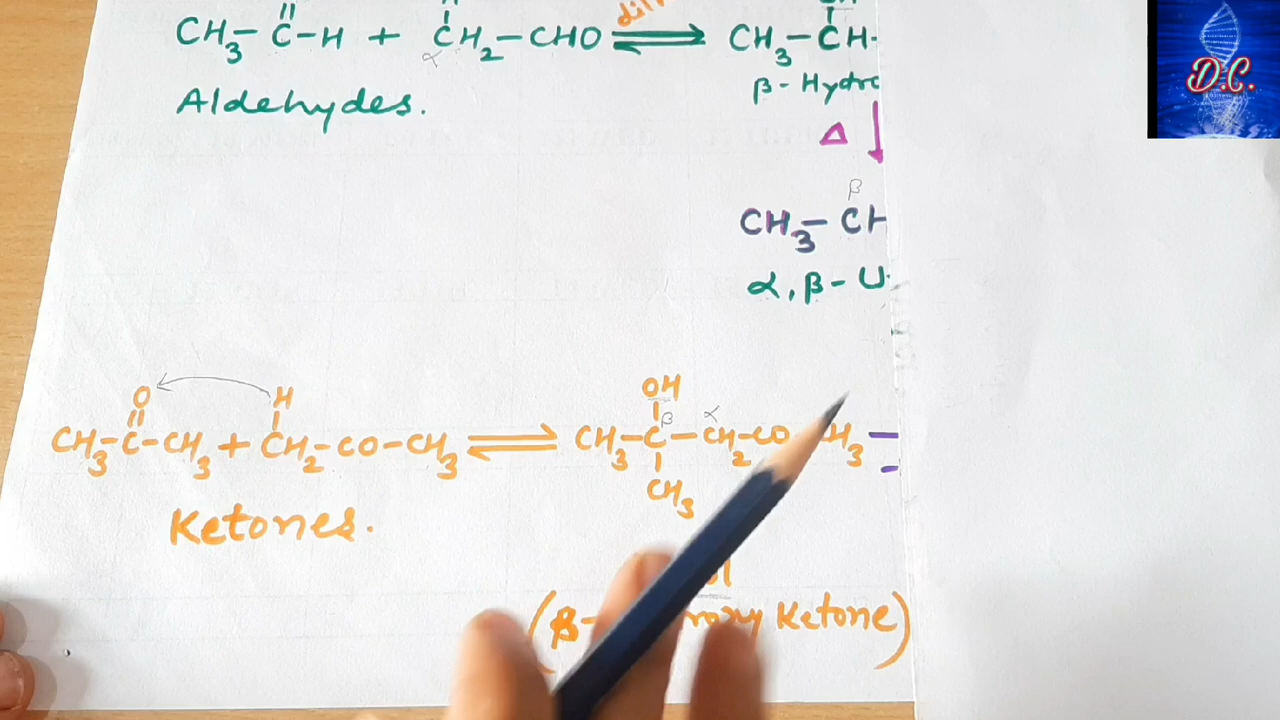 CH3-C-H + CH2-CHO ⇌ CH3-CH-
α
Aldehydes.
β-Hydro
Δ
β
CH3-CH
α, β-U
O H OH
β α
CH3-C-CH3 + CH2-CO-CH3 ⇌ CH3-C-CH2-CO H3
CH3
Ketones.
(β- Ketone)
D.C.